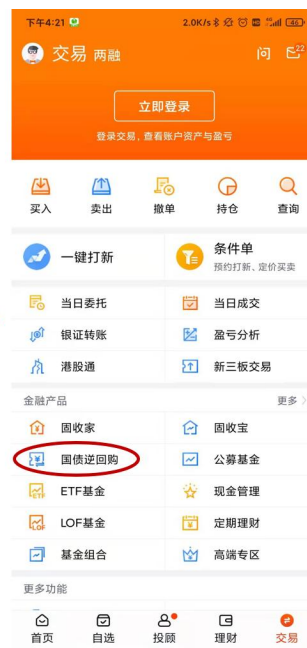 下午4:21
2.0K/s
46
交易 两融
问
22
立即登录
登录交易，查看账户资产与盈亏
买入 卖出 撤单 持仓 查询
一键打新
条件单
预约打新、定价买卖
当日委托 当日成交
银证转账 盈亏分析
港股通 新三板交易
金融产品 更多
固收家 固收宝
国债逆回购 公募基金
ETF基金 现金管理
LOF基金 定期理财
基金组合 高端专区
更多功能
首页 自选 投顾 理财 交易